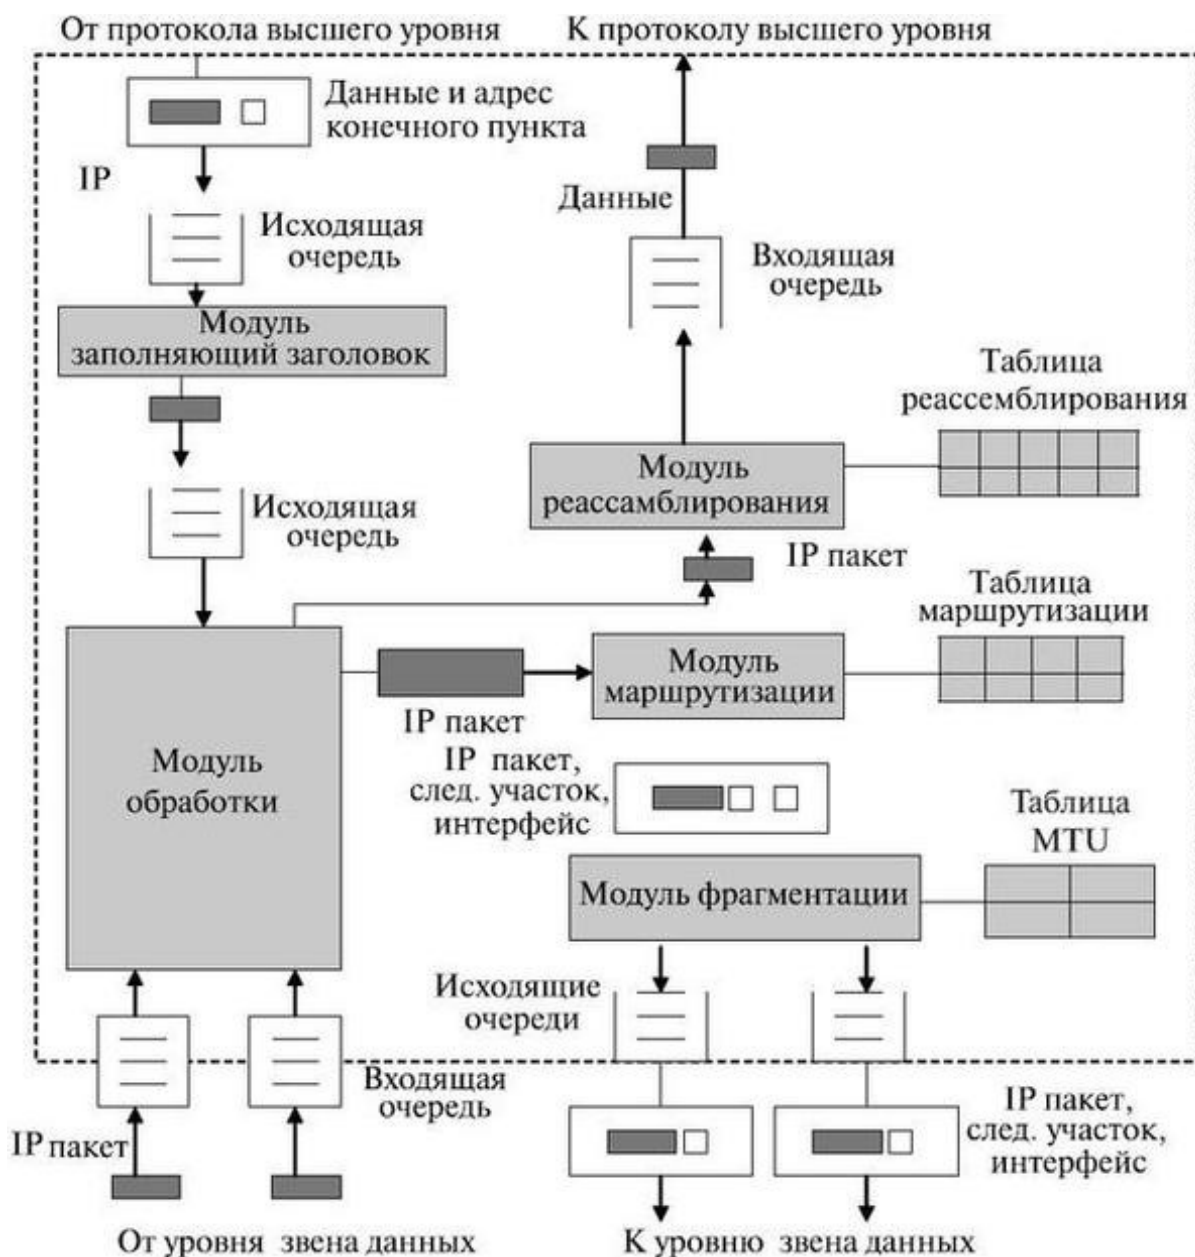 От протокола высшего уровня
К протоколу высшего уровня
Данные и адрес
конечного пункта
IP
Данные
Исходящая
очередь
Входящая
очередь
Модуль
заполняющий заголовок
Таблица
реассемблирования
Модуль
реассамблирования
Исходящая
очередь
IP пакет
Таблица
маршрутизации
Модуль
маршрутизации
IP пакет
Модуль
обработки
IP пакет,
след. участок,
интерфейс
Таблица
MTU
Модуль фрагментации
Исходящие
очереди
Входящая
очередь
IP пакет
IP пакет,
след. участок,
интерфейс
От уровня звена данных
К уровню звена данных